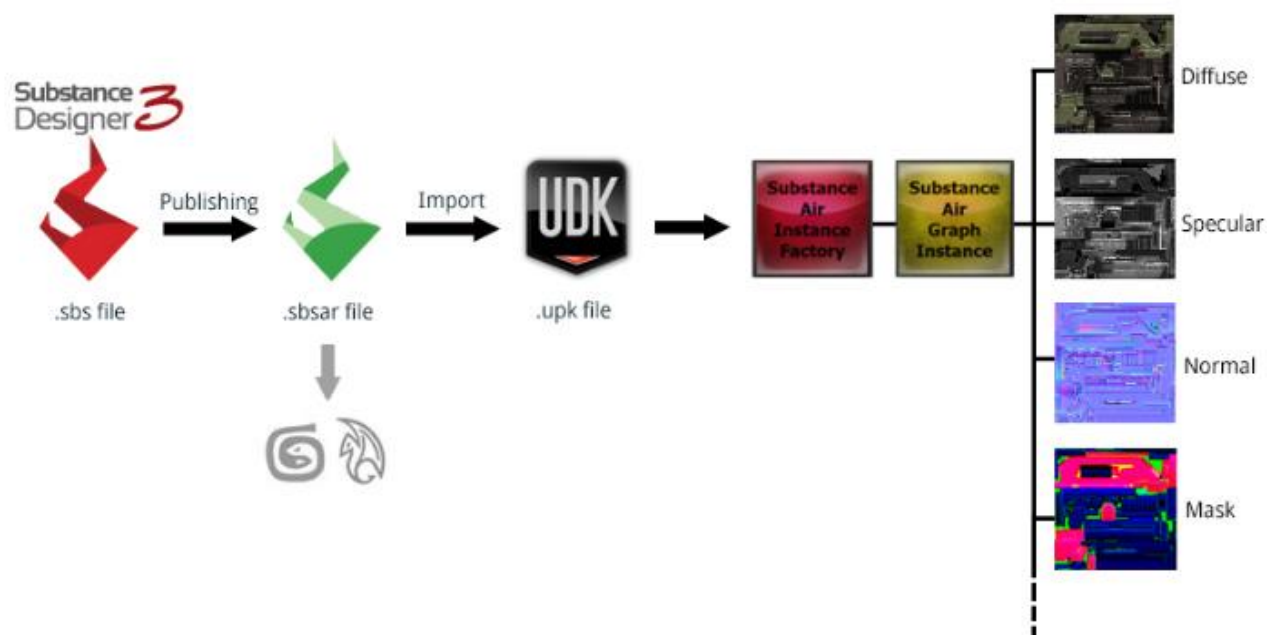 Substance
Designer 3
Publishing
Import
UDK
.sbs file
.sbsar file
.upk file
Substance
Air
Instance
Factory
Substance
Air
Graph
Instance
Diffuse
Specular
Normal
Mask